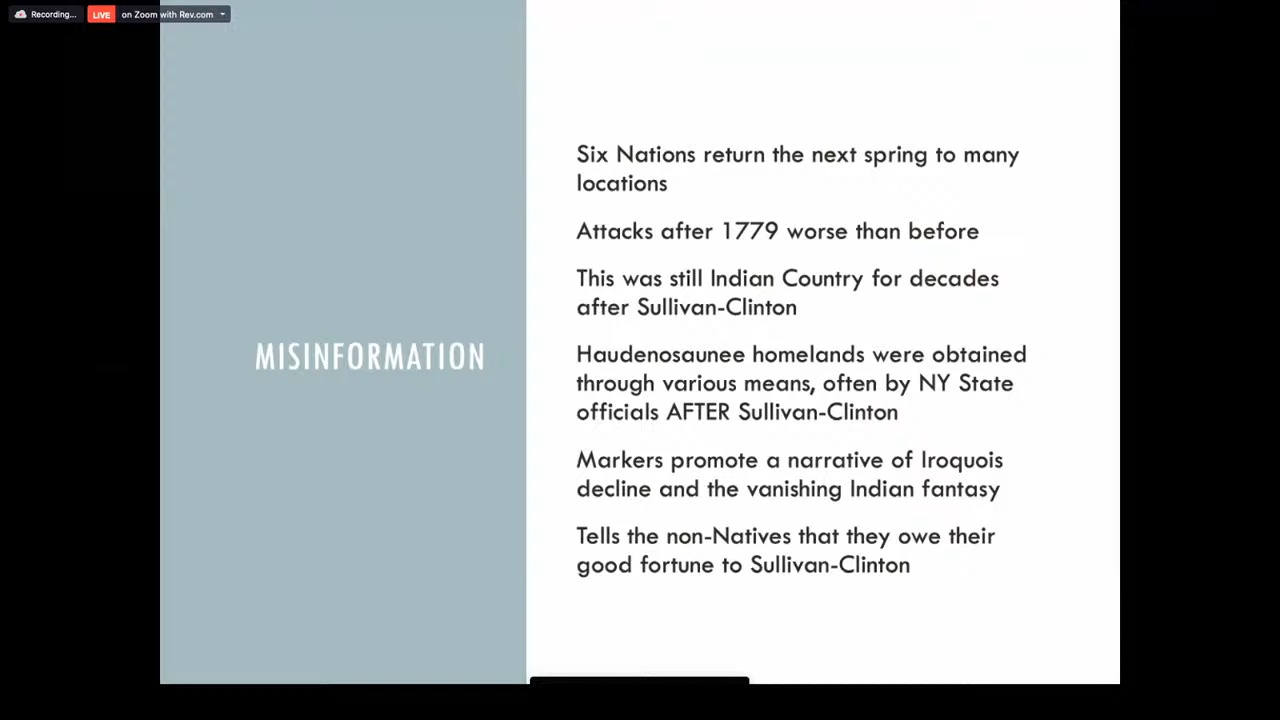 Recording...
LIVE on Zoom with Rev.com
MISINFORMATION
Six Nations return the next spring to many
locations
Attacks after 1779 worse than before
This was still Indian Country for decades
after Sullivan-Clinton
Haudenosaunee homelands were obtained
through various means, often by NY State
officials AFTER Sullivan-Clinton
Markers promote a narrative of Iroquois
decline and the vanishing Indian fantasy
Tells the non-Natives that they owe their
good fortune to Sullivan-Clinton